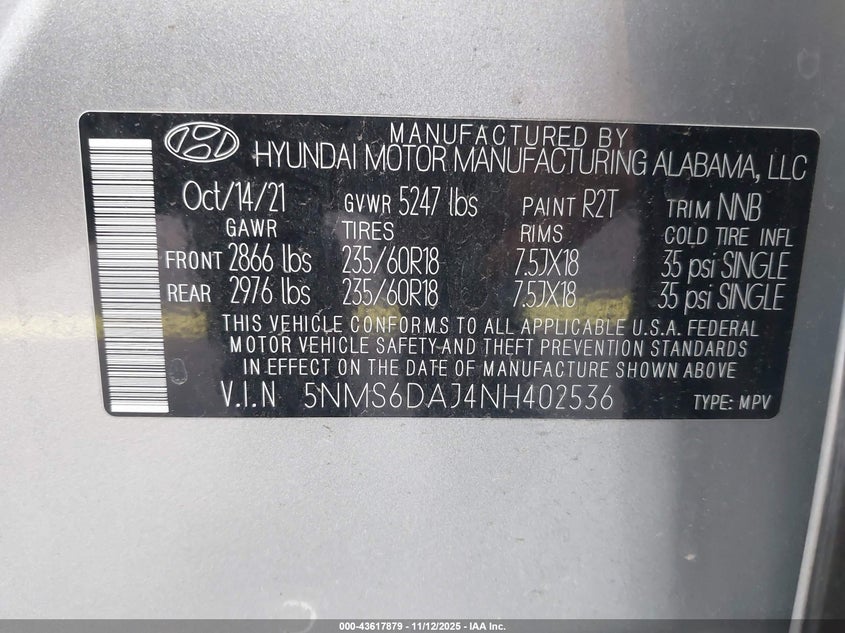 MANUFACTURED BY
HYUNDAI MOTOR MANUFACTURING ALABAMA, LLC
Oct/14/21 GVWR 5247 lbs PAINT R2T TRIM NNB
GAWR TIRES RIMS COLD TIRE INFL
FRONT 2866 lbs 235/60R18 7.5JX18 35 psi SINGLE
REAR 2976 lbs 235/60R18 7.5JX18 35 psi SINGLE
THIS VEHICLE CONFORMS TO ALL APPLICABLE U.S.A. FEDERAL
MOTOR VEHICLE SAFETY AND THEFT PREVENTION STANDARDS
IN EFFECT ON THE DATE OF MANUFACTURE SHOWN ABOVE
V.I.N 5NMS6DAJ4NH402536 TYPE: MPV
000-43617879 - 11/12/2025 - IAA Inc.